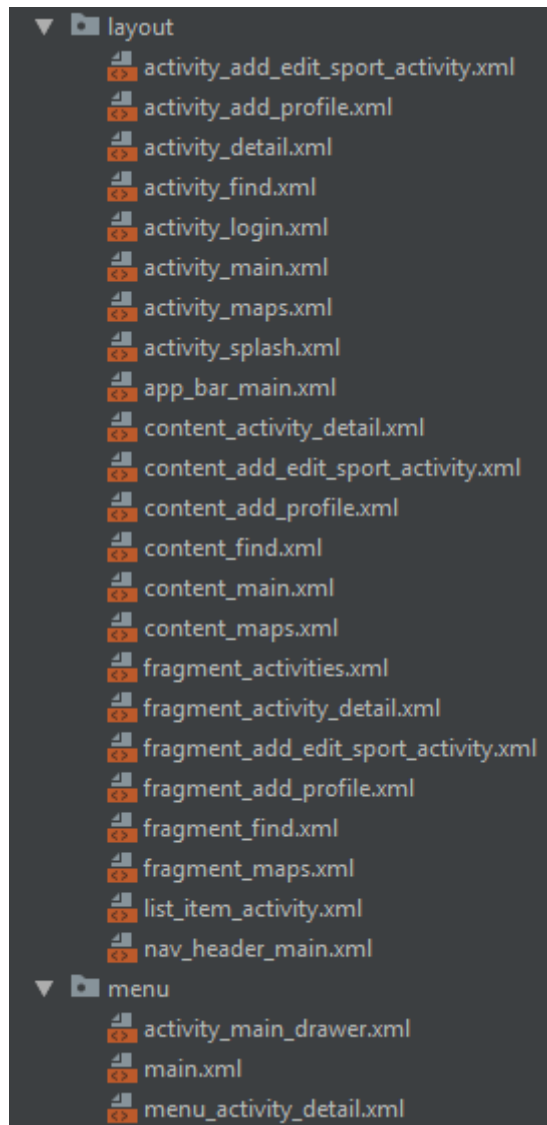 layout
activity_add_edit_sport_activity.xml
activity_add_profile.xml
activity_detail.xml
activity_find.xml
activity_login.xml
activity_main.xml
activity_maps.xml
activity_splash.xml
app_bar_main.xml
content_activity_detail.xml
content_add_edit_sport_activity.xml
content_add_profile.xml
content_find.xml
content_main.xml
content_maps.xml
fragment_activities.xml
fragment_activity_detail.xml
fragment_add_edit_sport_activity.xml
fragment_add_profile.xml
fragment_find.xml
fragment_maps.xml
list_item_activity.xml
nav_header_main.xml
menu
activity_main_drawer.xml
main.xml
menu_activity_detail.xml